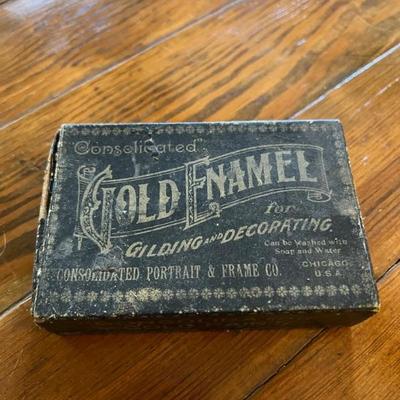 "Consolidated"
GOLD ENAMEL
for
GILDING AND DECORATING.
Can be Washed with
Soap and Water
CONSOLIDATED PORTRAIT & FRAME CO.
CHICAGO,
U.S.A.